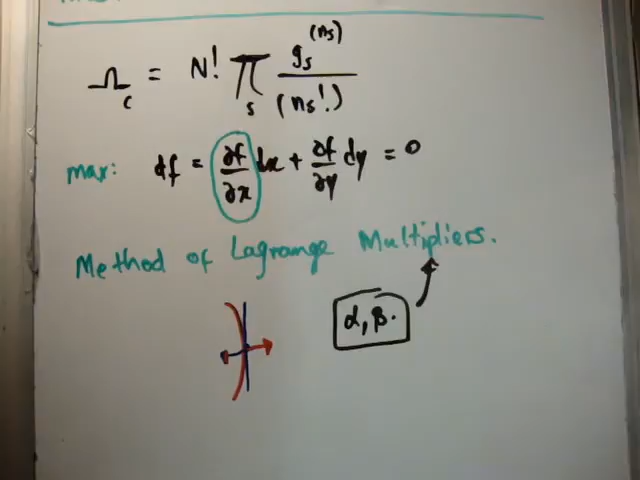 Ω_c = N! ∏_s g_s^(n_s) / (n_s!)
max: df = ∂f/∂x dx + ∂f/∂y dy = 0
Method of Lagrange Multipliers.
α, β.